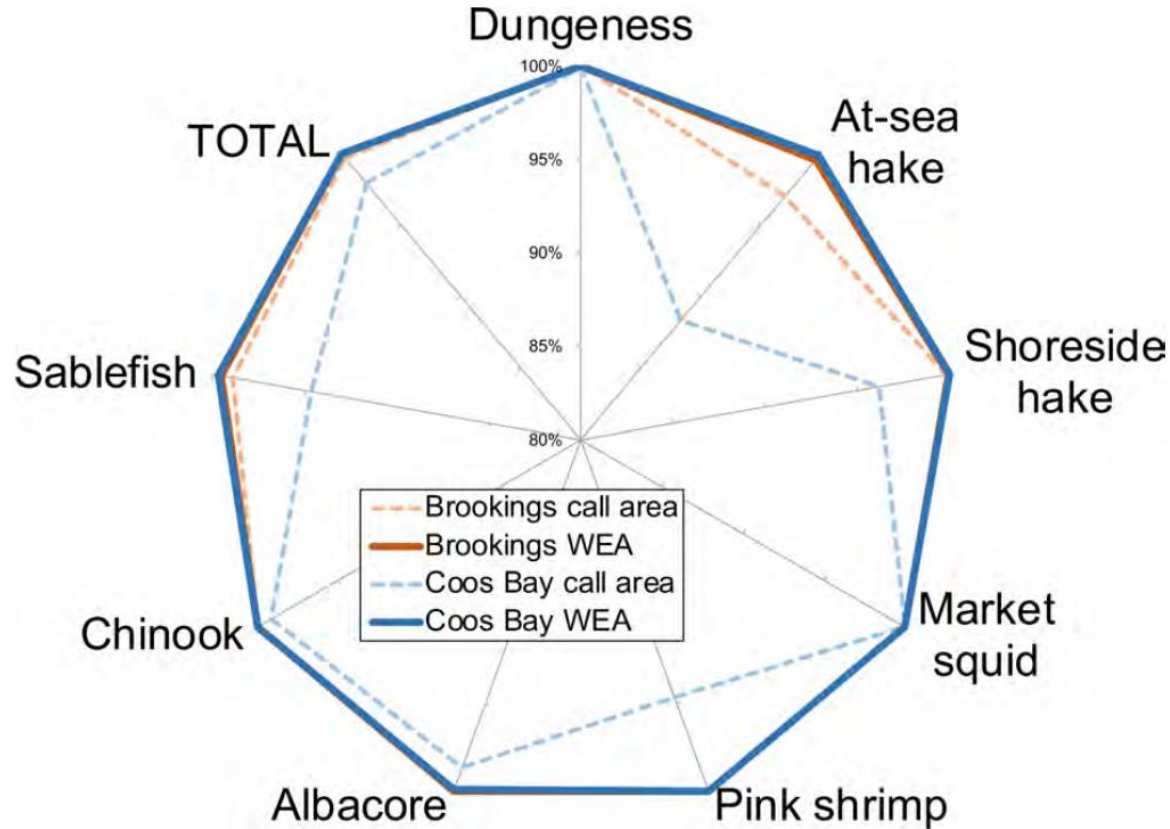 Dungeness
100%
At-sea
hake
TOTAL
95%
90%
Shoreside
hake
Sablefish
85%
80%
Brookings call area
Brookings WEA
Coos Bay call area
Coos Bay WEA
Chinook
Market
squid
Albacore
Pink shrimp